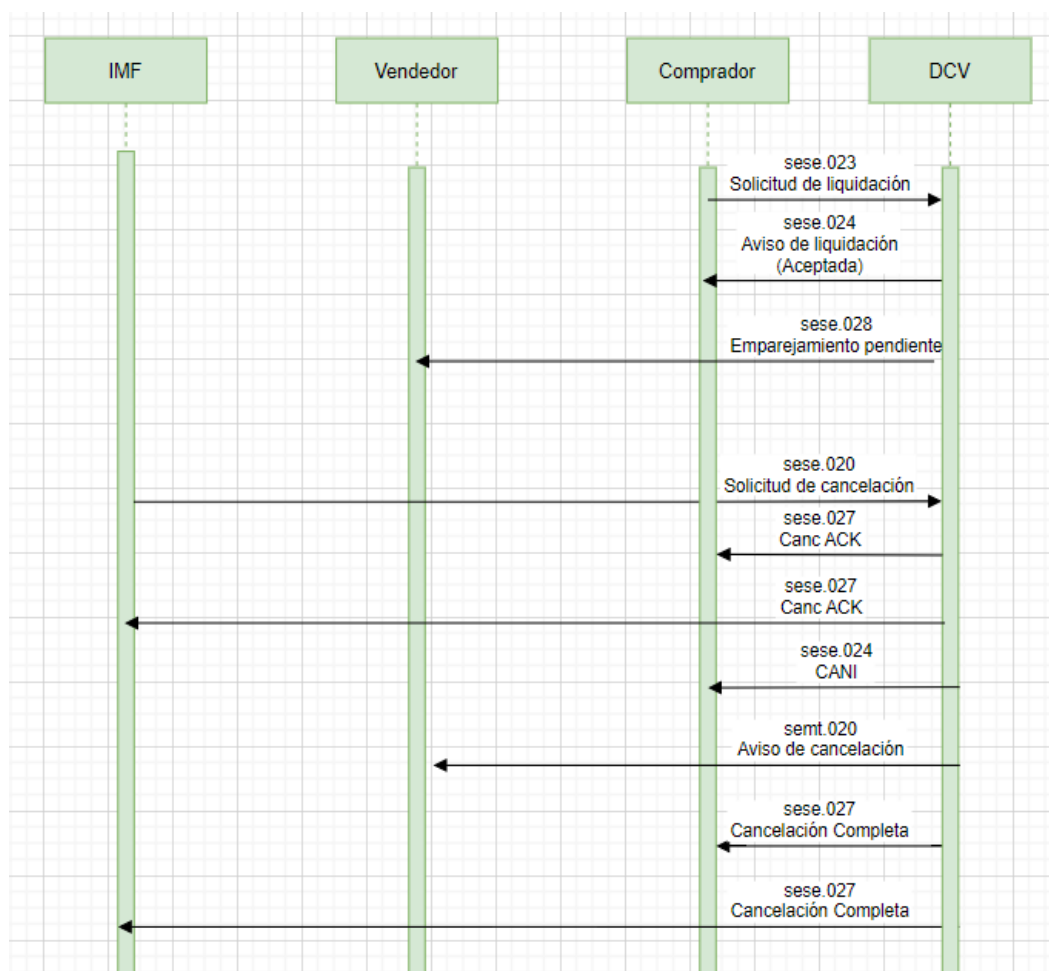 IMF
Vendedor
Comprador
DCV
sese.023
Solicitud de liquidación
sese.024
Aviso de liquidación
(Aceptada)
sese.028
Emparejamiento pendiente
sese.020
Solicitud de cancelación
sese.027
Canc ACK
sese.027
Canc ACK
sese.024
CANI
semt.020
Aviso de cancelación
sese.027
Cancelación Completa
sese.027
Cancelación Completa